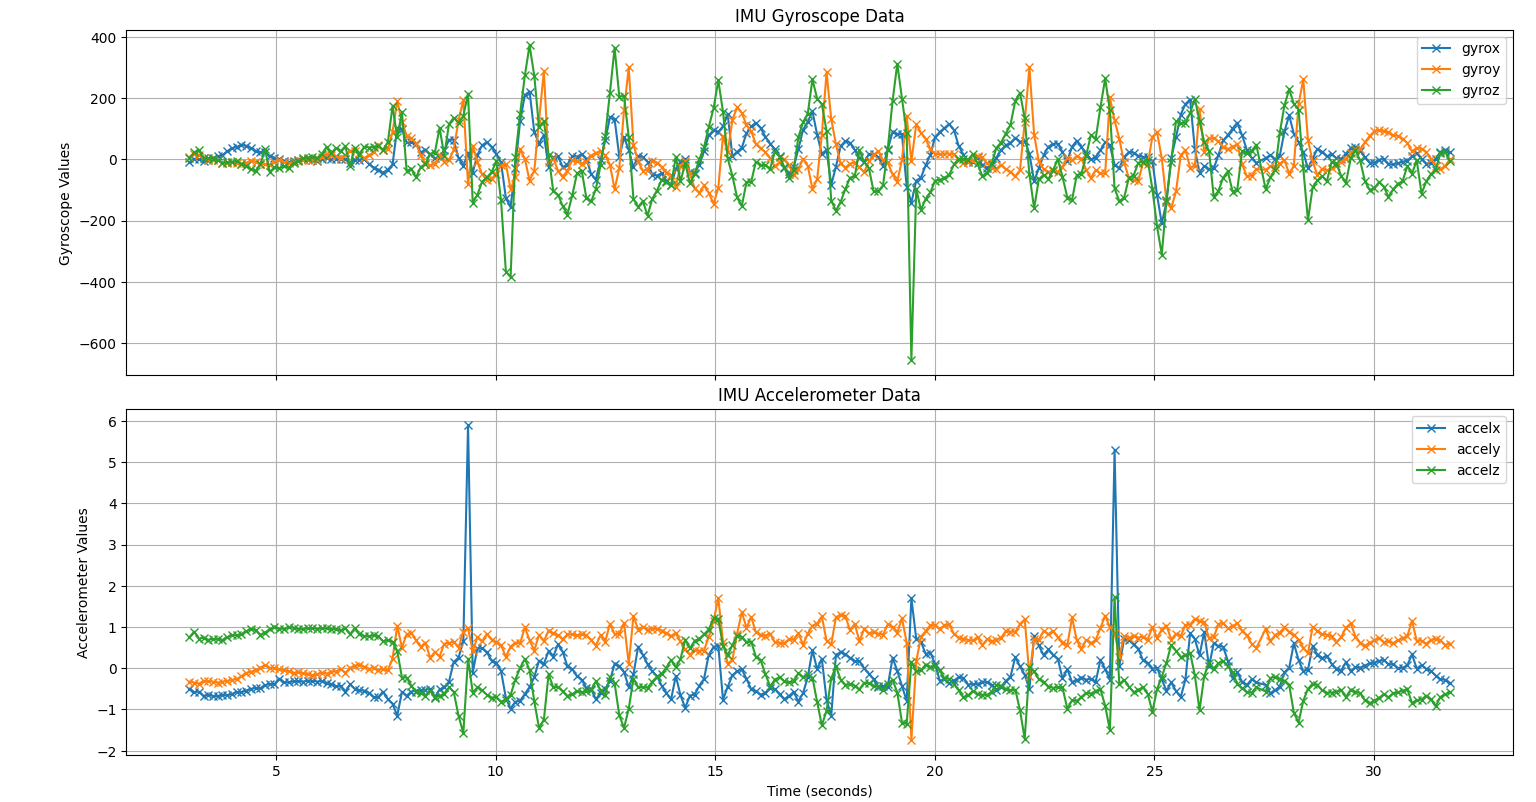 IMU Gyroscope Data
400
200
0
−200
−400
−600
Gyroscope Values
gyrox
gyroy
gyroz
IMU Accelerometer Data
6
5
4
3
2
1
0
−1
−2
Accelerometer Values
accelx
accely
accelz
5
10
15
20
25
30
Time (seconds)